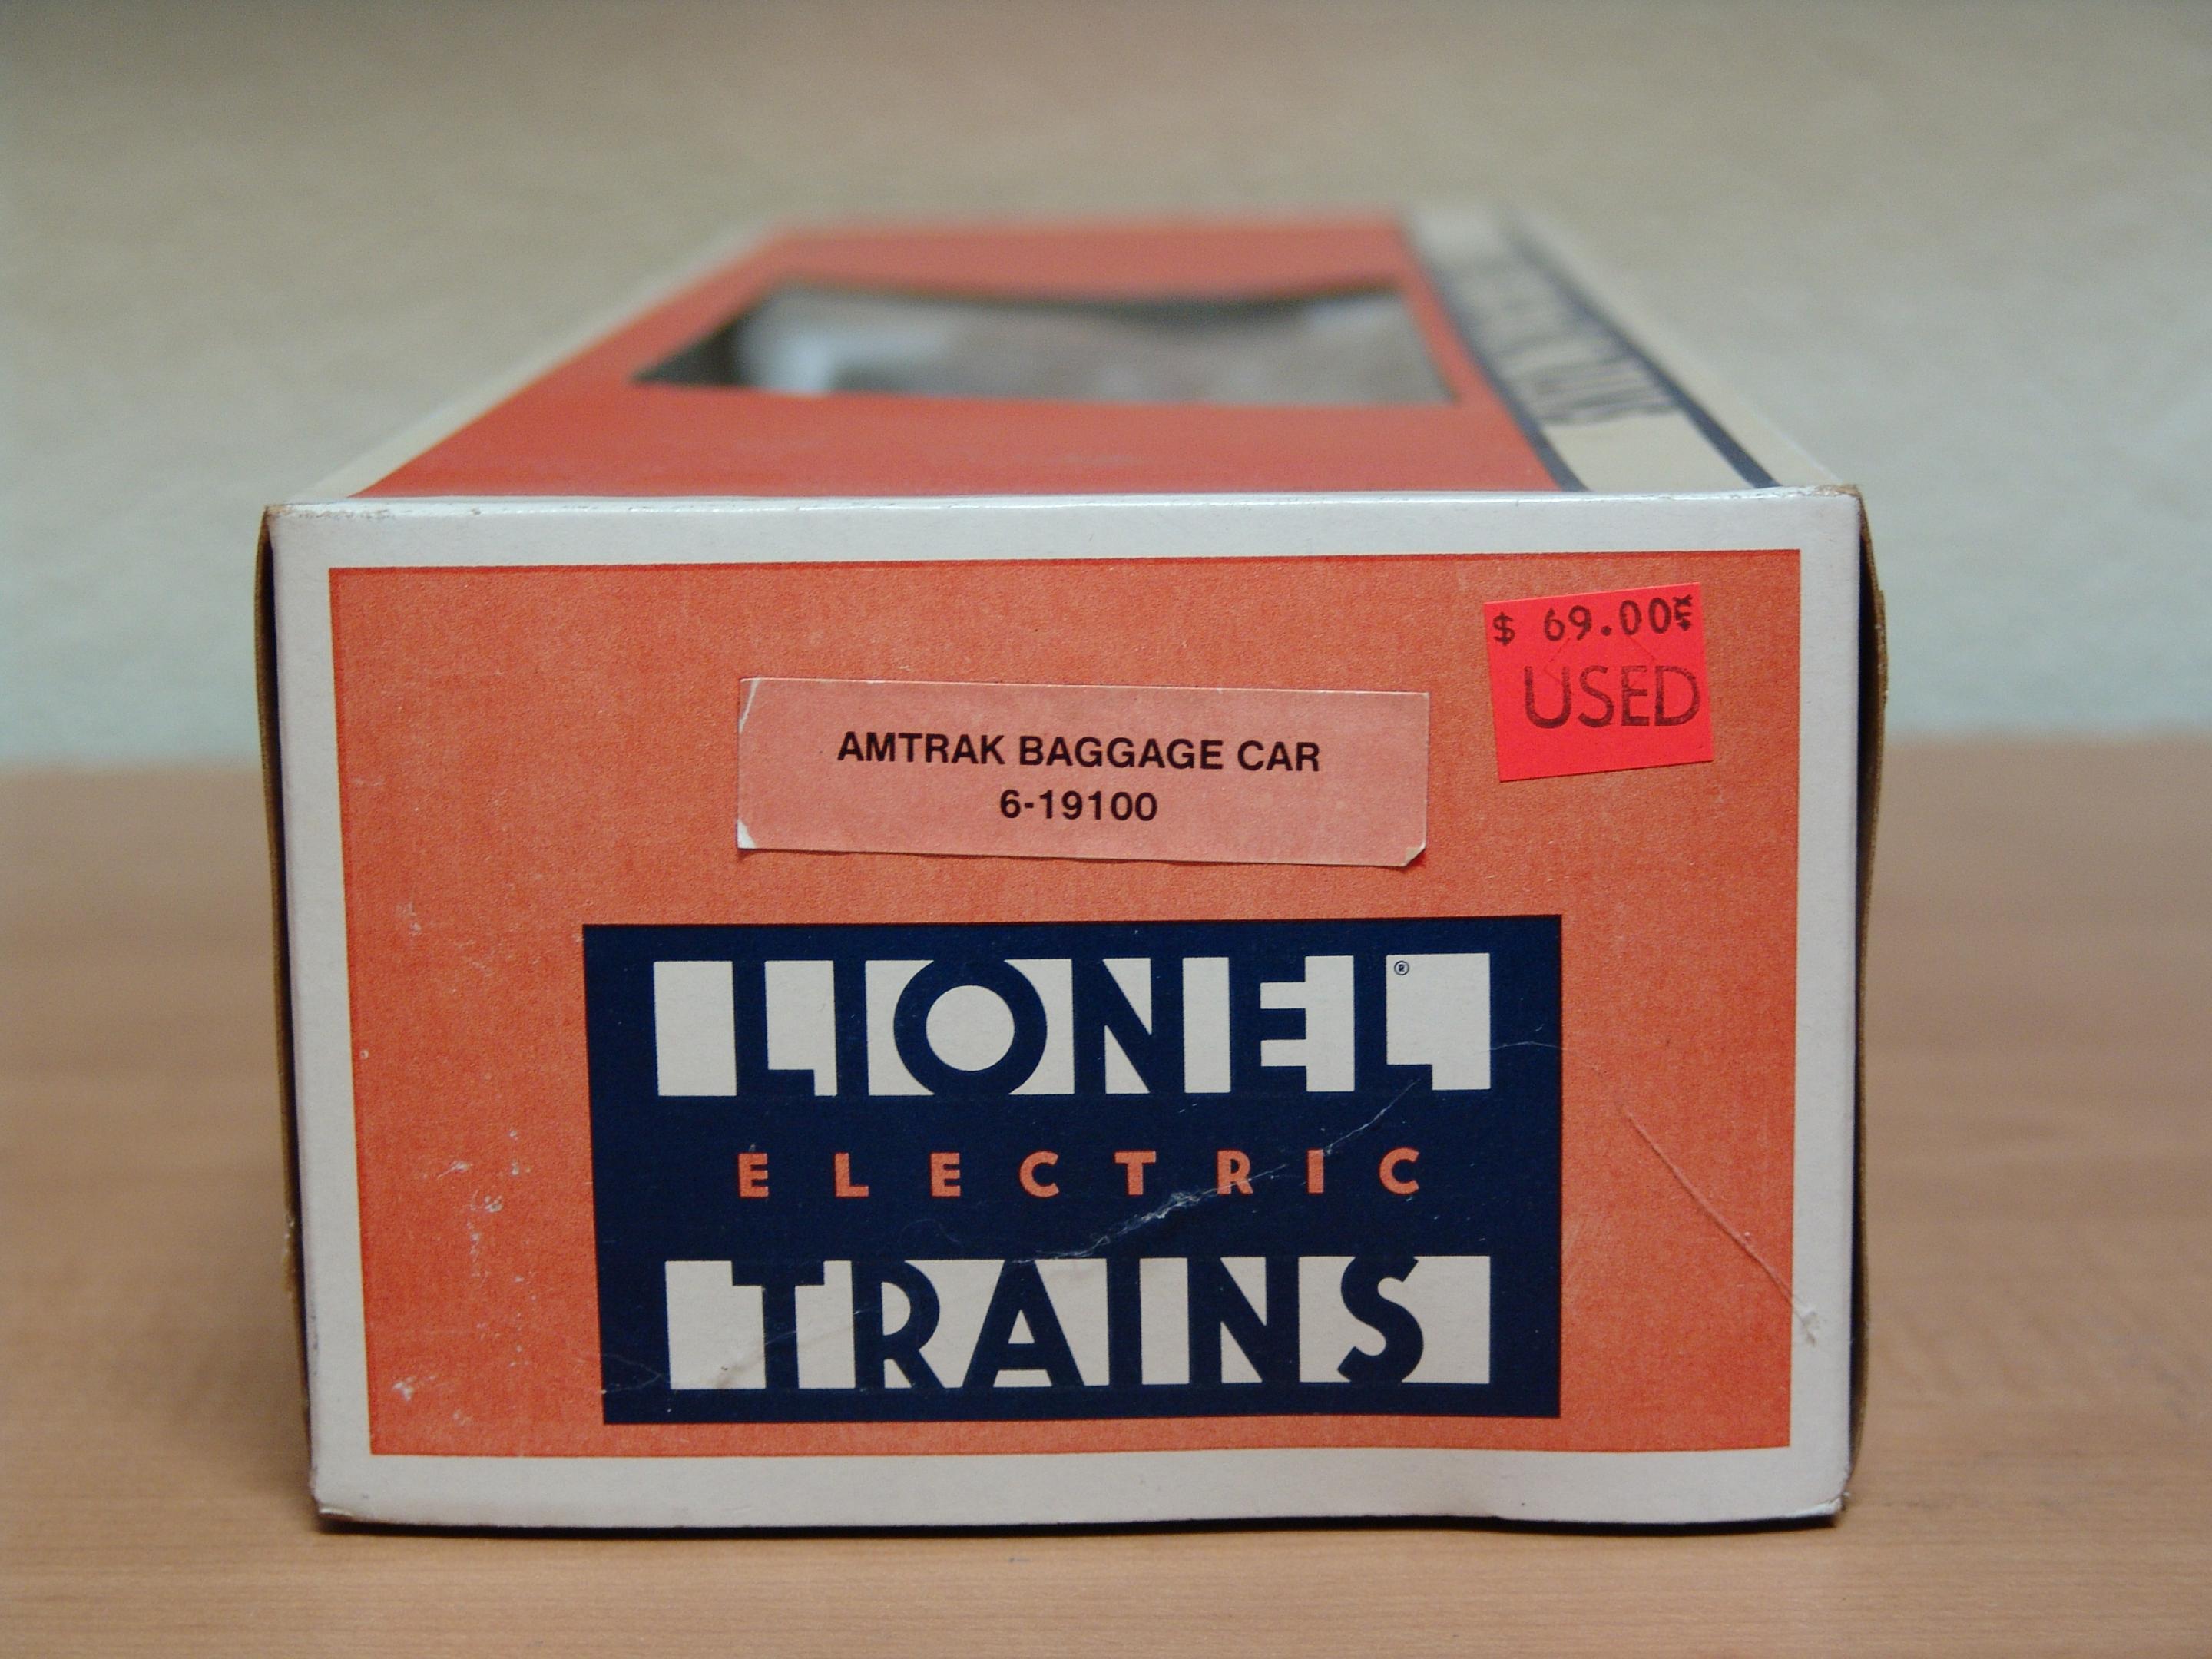 $ 69.00
USED
AMTRAK BAGGAGE CAR
6-19100
LIONEL®
ELECTRIC
TRAINS